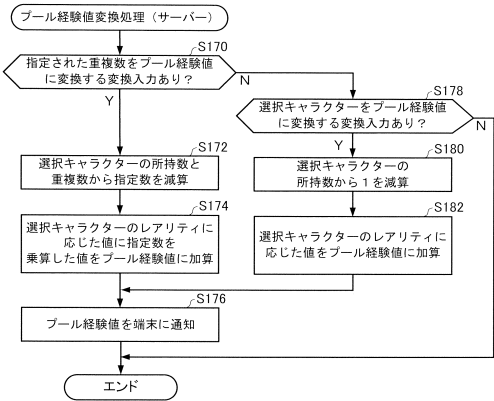 プール経験値変換処理（サーバー）
S170
指定された重複数をプール経験値
に変換する変換入力あり？
N
Y
S178
選択キャラクターをプール経験値
に変換する変換入力あり？
N
Y
S172
選択キャラクターの所持数と
重複数から指定数を減算
S180
選択キャラクターの
所持数から１を減算
S174
選択キャラクターのレアリティに
応じた値に指定数を
乗算した値をプール経験値に加算
S182
選択キャラクターのレアリティに
応じた値をプール経験値に加算
S176
プール経験値を端末に通知
エンド